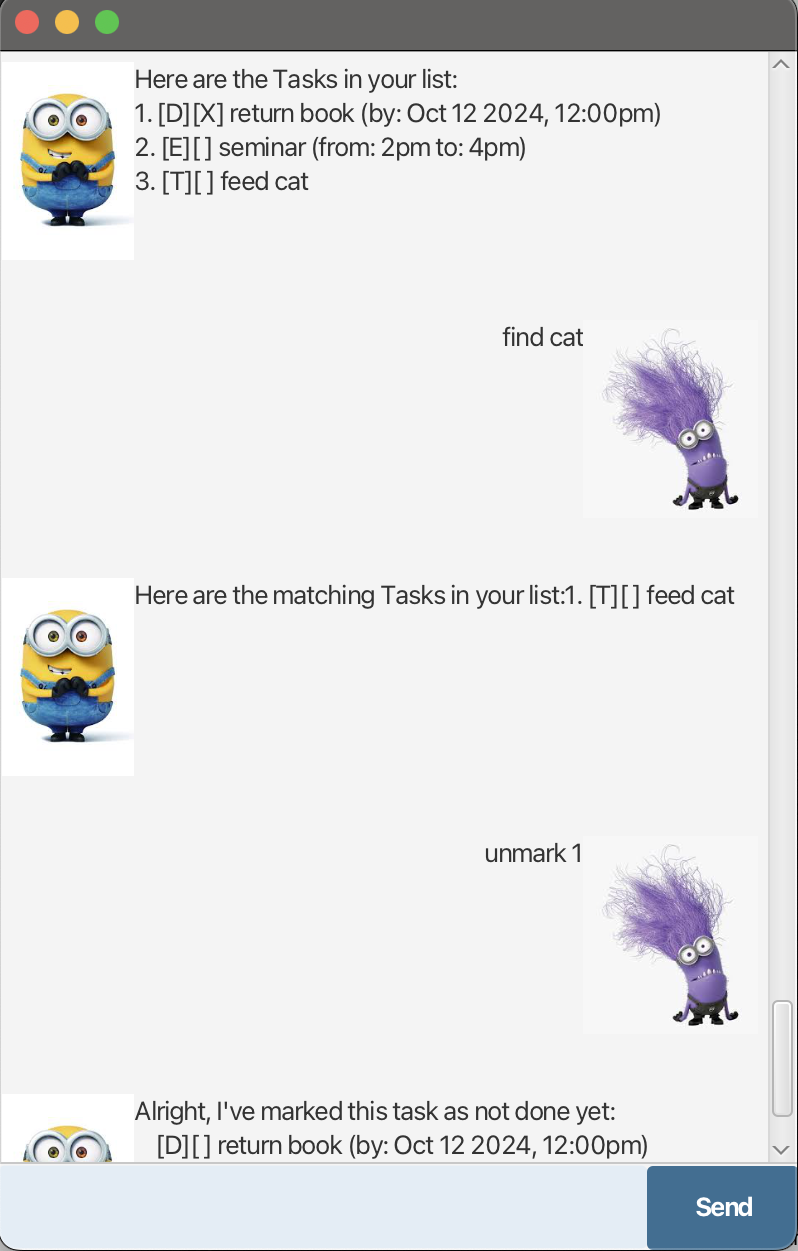 Here are the Tasks in your list:
1. [D][X] return book (by: Oct 12 2024, 12:00pm)
2. [E][ ] seminar (from: 2pm to: 4pm)
3. [T][ ] feed cat
find cat
Here are the matching Tasks in your list:1. [T][ ] feed cat
unmark 1
Alright, I've marked this task as not done yet:
[D][ ] return book (by: Oct 12 2024, 12:00pm)
Send